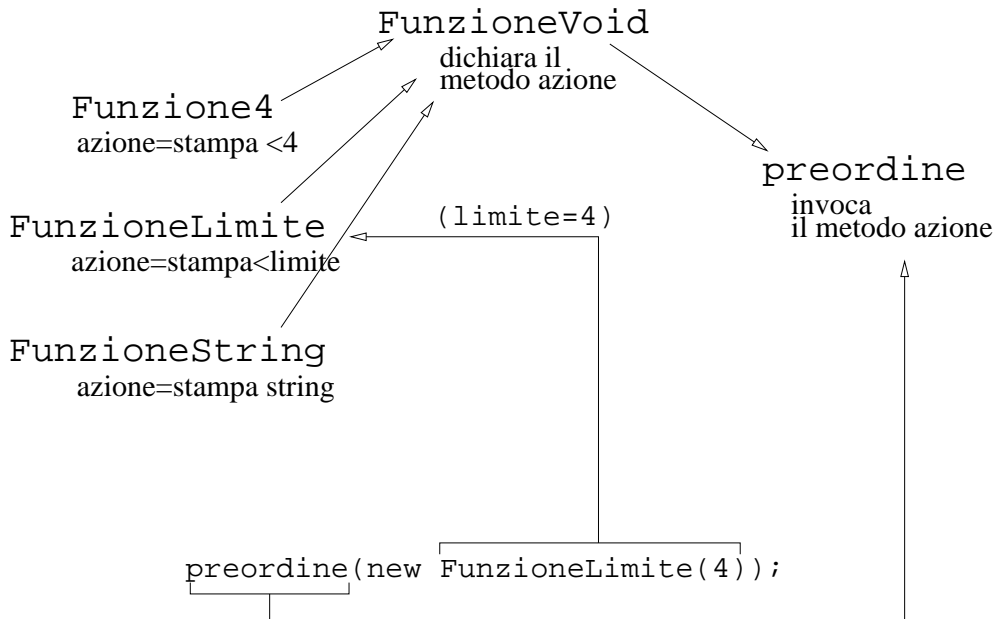 FunzioneVoid
dichiara il
metodo azione
Funzione4
azione=stampa <4
preordine
invoca
il metodo azione
FunzioneLimite
azione=stampa<limite
(limite=4)
FunzioneString
azione=stampa string
preordine(new FunzioneLimite(4));